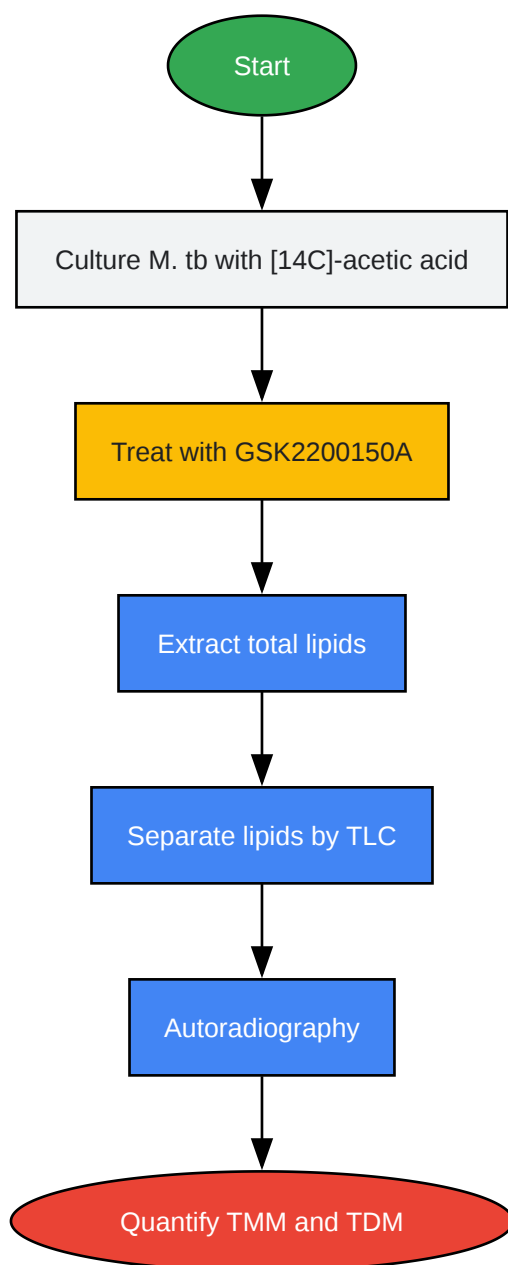 Start
Culture M. tb with [14C]-acetic acid
Treat with GSK2200150A
Extract total lipids
Separate lipids by TLC
Autoradiography
Quantify TMM and TDM